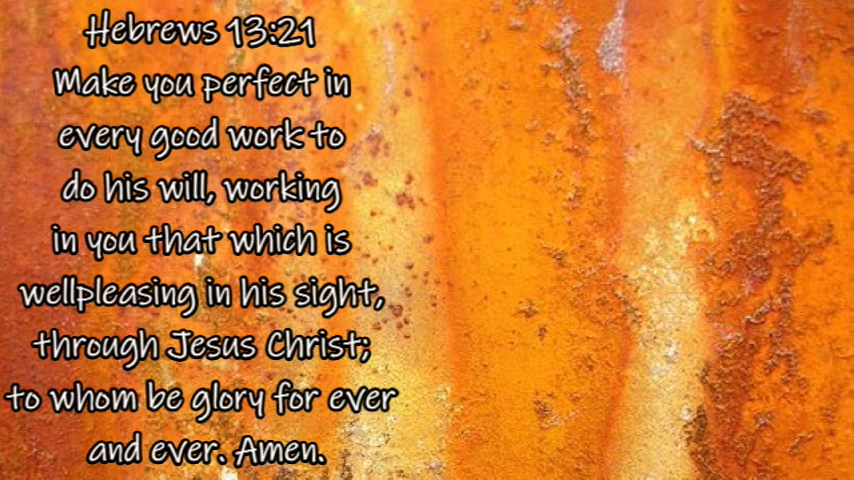 Hebrews 13:21
Make you perfect in
every good work to
do his will, working
in you that which is
wellpleasing in his sight,
through Jesus Christ;
to whom be glory for ever
and ever. Amen.